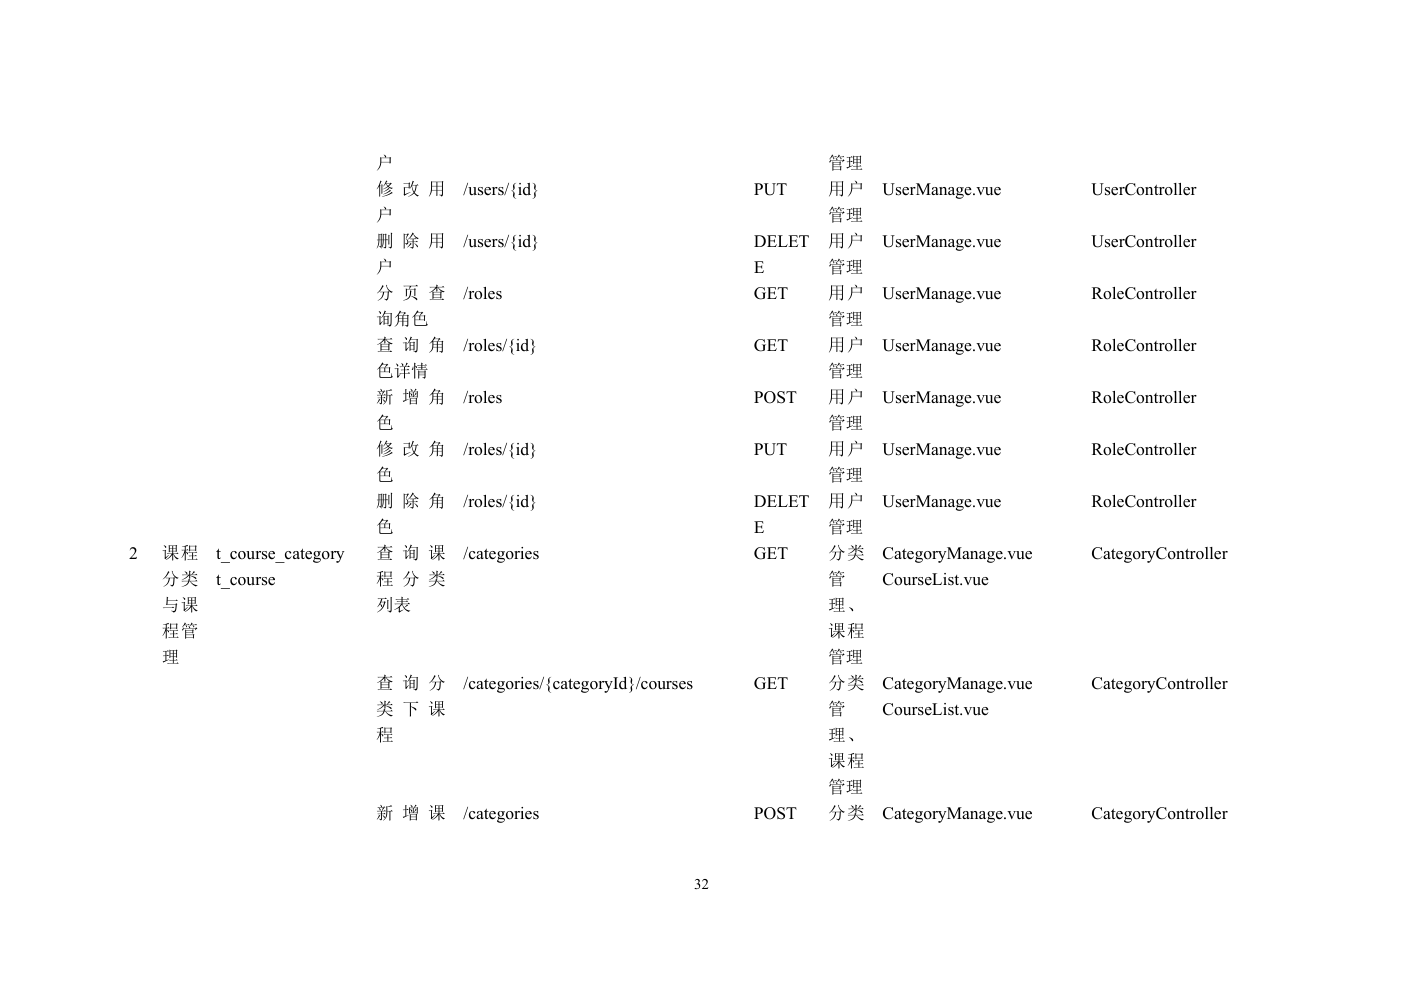 户 管理
修改用 /users/{id} PUT 用户 UserManage.vue UserController
户 管理
删除用 /users/{id} DELET 用户 UserManage.vue UserController
户 E 管理
分页查 /roles GET 用户 UserManage.vue RoleController
询角色 管理
查询角 /roles/{id} GET 用户 UserManage.vue RoleController
色详情 管理
新增角 /roles POST 用户 UserManage.vue RoleController
色 管理
修改角 /roles/{id} PUT 用户 UserManage.vue RoleController
色 管理
删除角 /roles/{id} DELET 用户 UserManage.vue RoleController
色 E 管理
2 课程 t_course_category 查询课 /categories GET 分类 CategoryManage.vue CategoryController
分类 t_course 程分类 管 CourseList.vue
与课 列表 理、
程管 课程
理 管理
查询分 /categories/{categoryId}/courses GET 分类 CategoryManage.vue CategoryController
类下课 管 CourseList.vue
程 理、
课程
管理
新增课 /categories POST 分类 CategoryManage.vue CategoryController
32